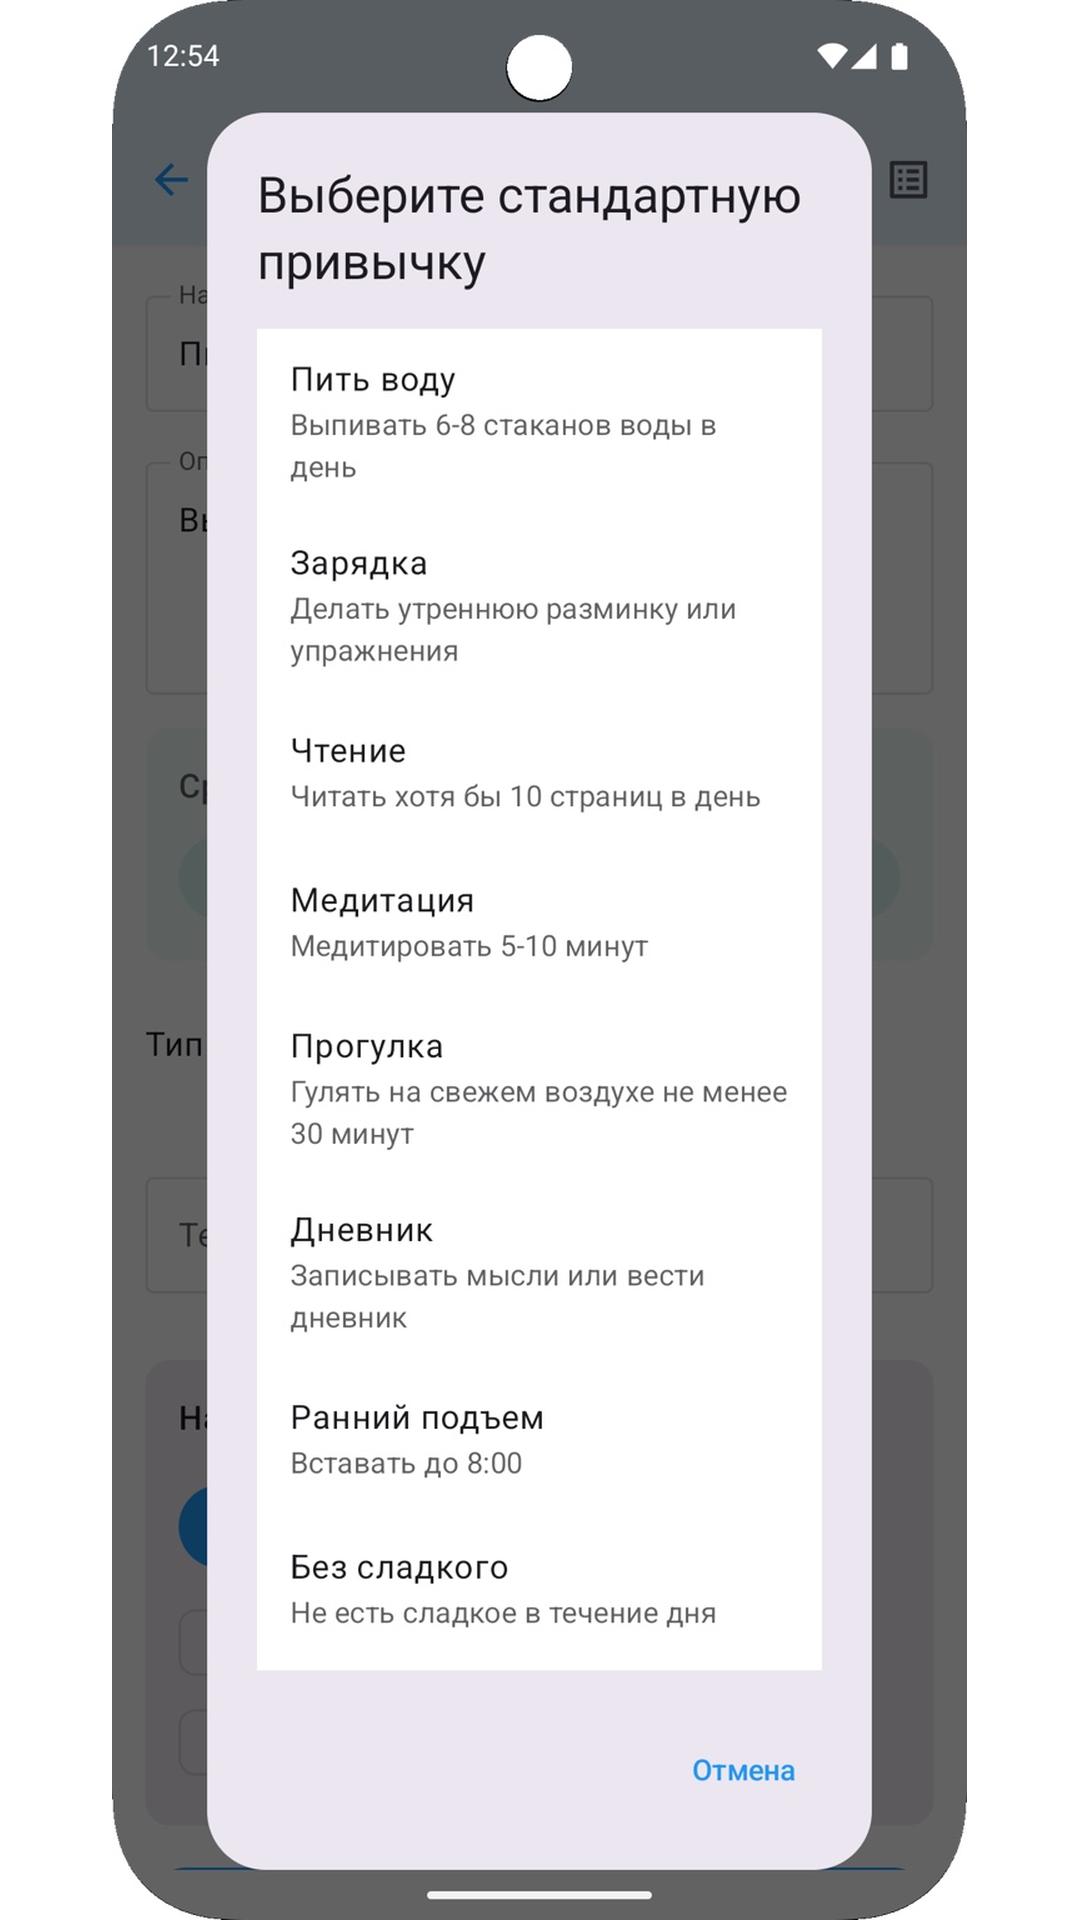 12:54
Выберите стандартную
привычку
Пить воду
Выпивать 6-8 стаканов воды в
день
Зарядка
Делать утреннюю разминку или
упражнения
Чтение
Читать хотя бы 10 страниц в день
Медитация
Медитировать 5-10 минут
Тип
Прогулка
Гулять на свежем воздухе не менее
30 минут
Дневник
Записывать мысли или вести
дневник
Ранний подъем
Вставать до 8:00
Без сладкого
Не есть сладкое в течение дня
Отмена